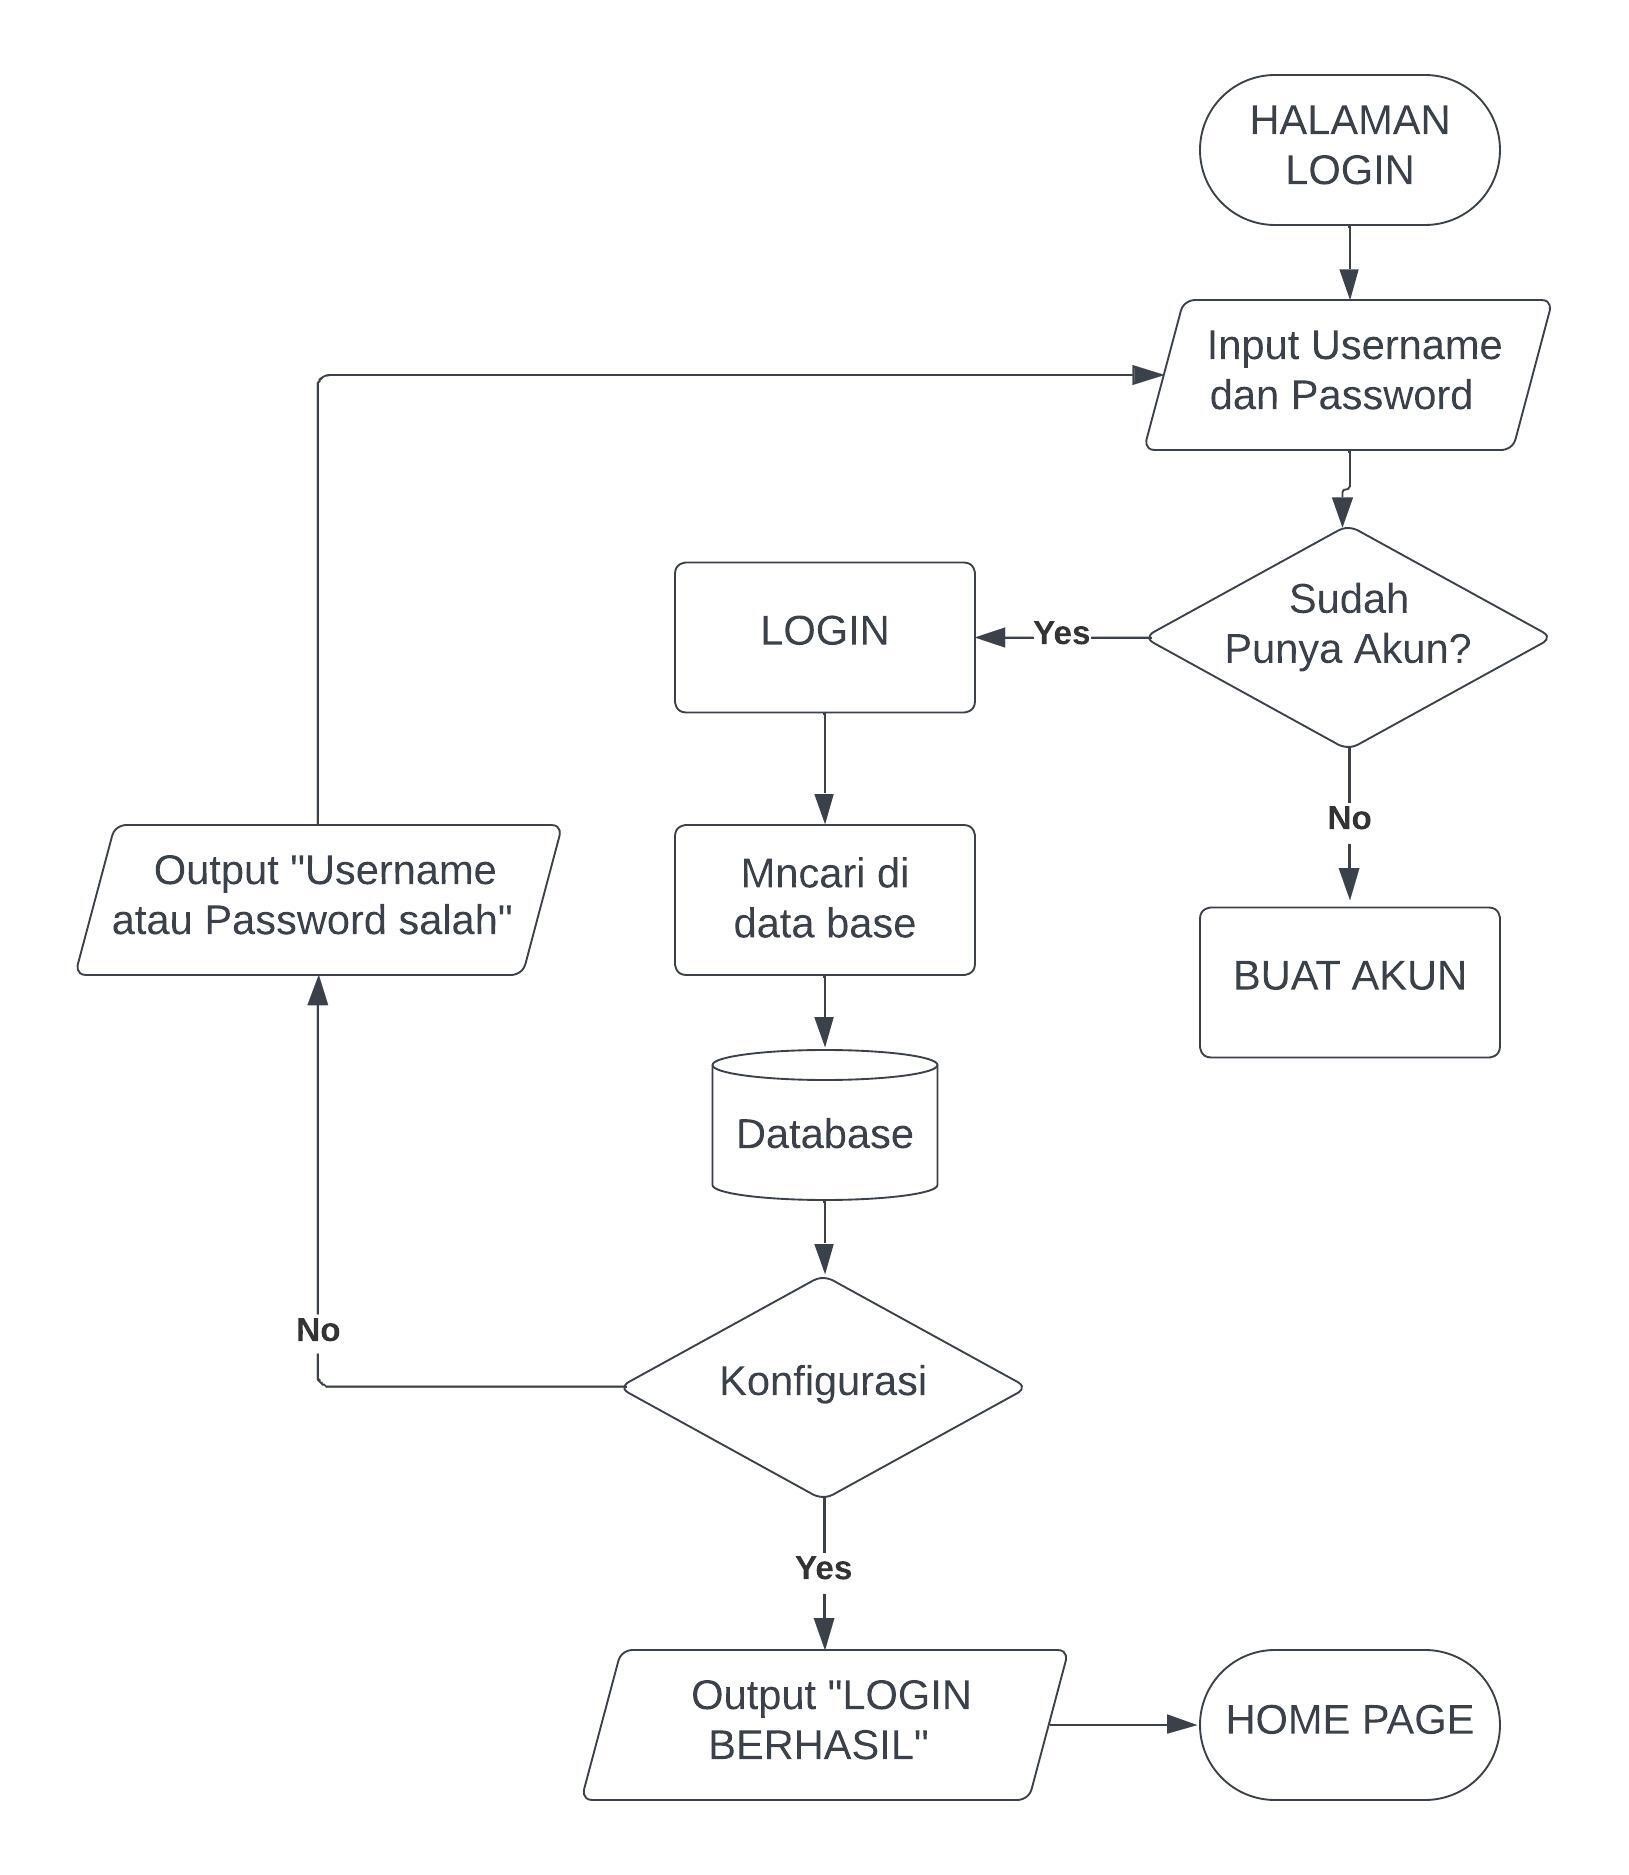 HALAMAN
LOGIN
Input Username
dan Password
Sudah
Punya Akun?
Yes
LOGIN
No
BUAT AKUN
Mncari di
data base
Database
Konfigurasi
No
Output "Username
atau Password salah"
Yes
Output "LOGIN
BERHASIL"
HOME PAGE